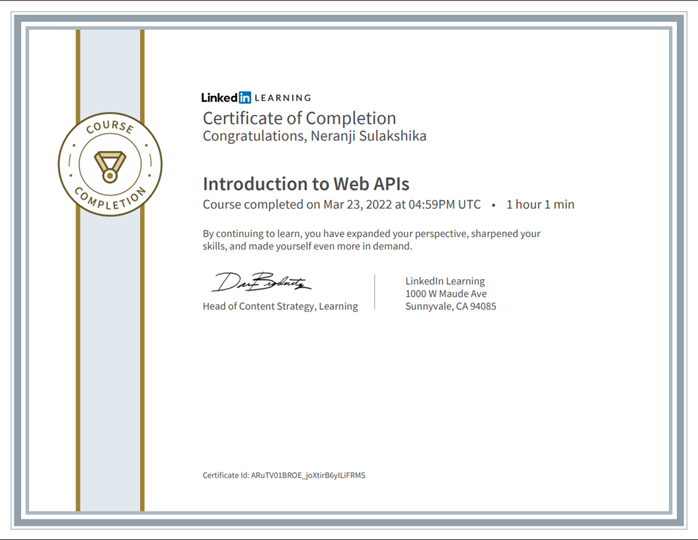 COURSE
COMPLETION
Linked in LEARNING
Certificate of Completion
Congratulations, Neranji Sulakshika
Introduction to Web APIs
Course completed on Mar 23, 2022 at 04:59PM UTC • 1 hour 1 min
By continuing to learn, you have expanded your perspective, sharpened your
skills, and made yourself even more in demand.
Head of Content Strategy, Learning
LinkedIn Learning
1000 W Maude Ave
Sunnyvale, CA 94085
Certificate Id: